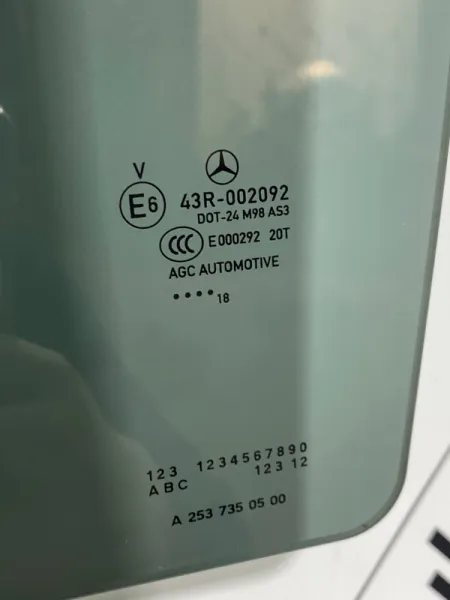 V
E6
43R-002092
DOT-24 M98 AS3
CCC
E000292 20T
AGC AUTOMOTIVE
•••• 18
123 1234567890
ABC 123 12
A 253 735 05 00